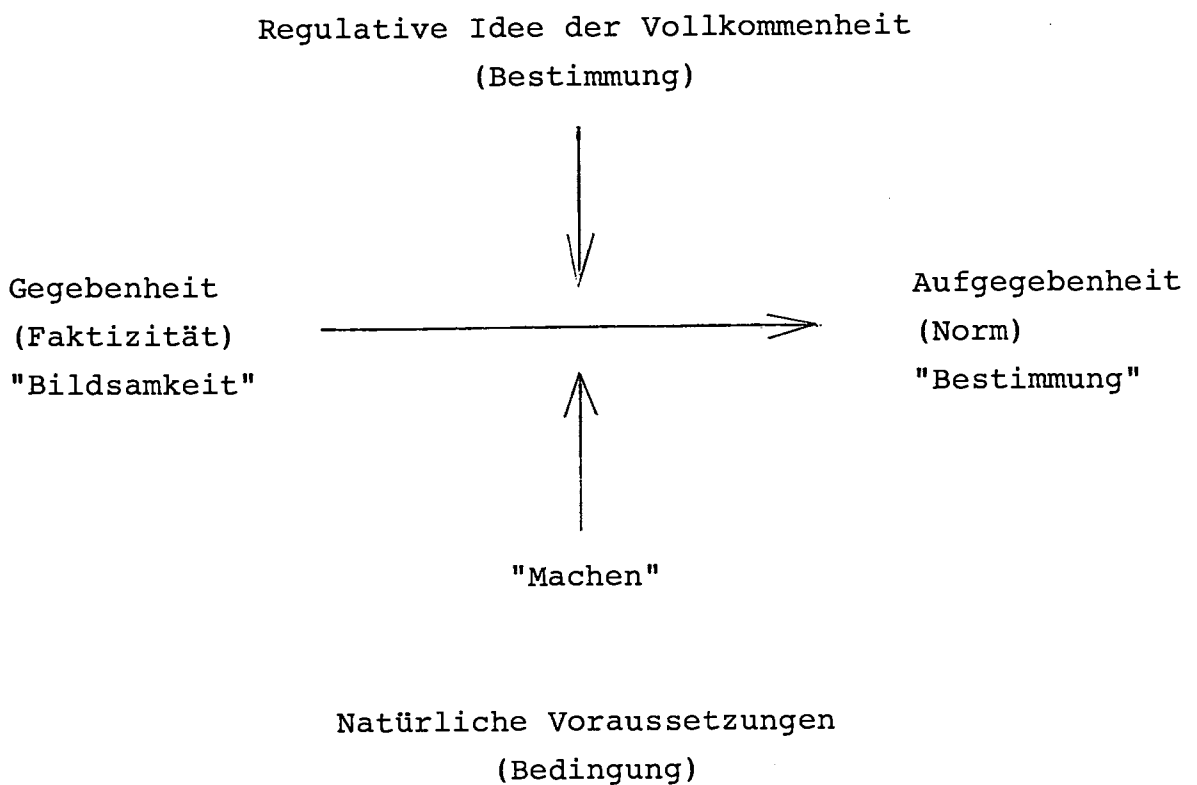 Regulative Idee der Vollkommenheit
(Bestimmung)
Gegebenheit
(Faktizität)
"Bildsamkeit"
Aufgegebenheit
(Norm)
"Bestimmung"
"Machen"
Natürliche Voraussetzungen
(Bedingung)